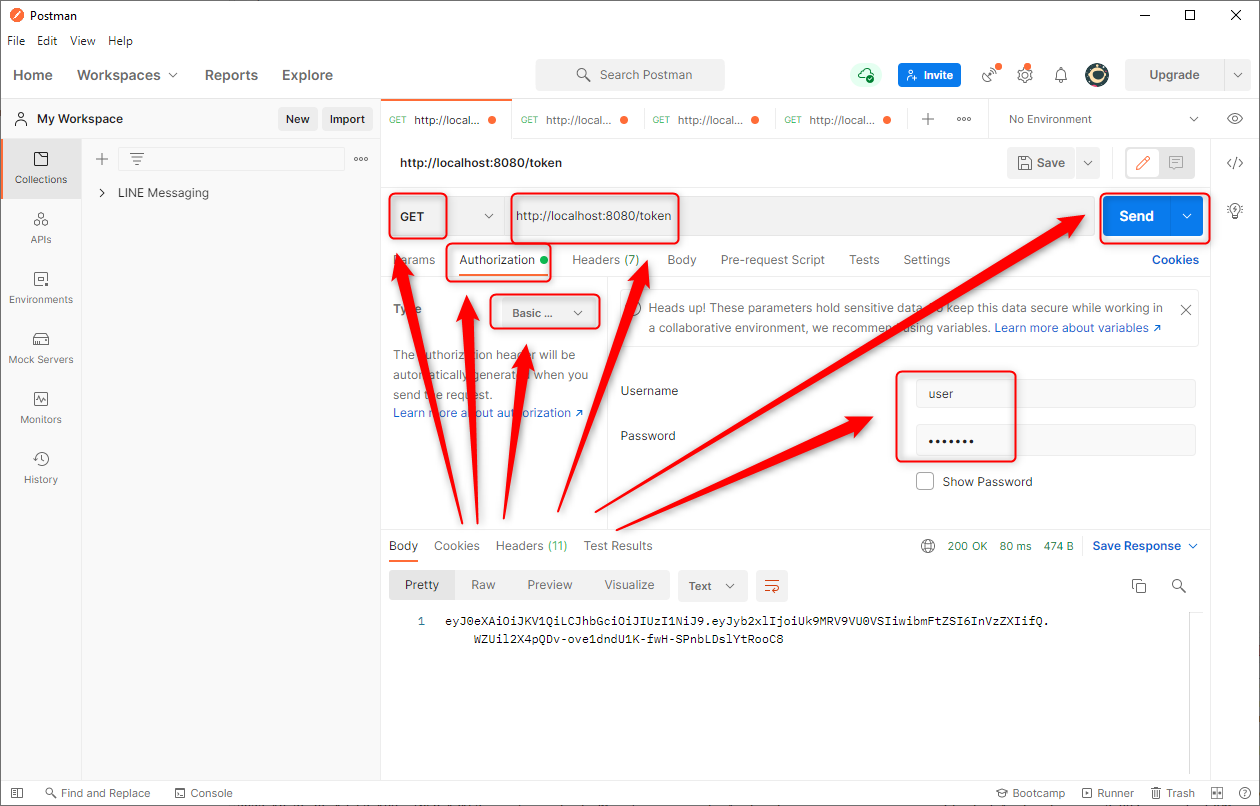 Postman
File Edit View Help
Home Workspaces Reports Explore Search Postman Invite Upgrade
My Workspace New Import GET http://local... GET http://local... GET http://local... GET http://local... No Environment
Collections
APIs
Environments
Mock Servers
Monitors
History
LINE Messaging
http://localhost:8080/token Save
GET http://localhost:8080/token Send
Params Authorization Headers (7) Body Pre-request Script Tests Settings Cookies
Type Basic ...
The authorization header will be
automatically generated when you
send the request.
Learn more about authorization ↗
Heads up! These parameters hold sensitive data. To keep this data secure while working in
a collaborative environment, we recommend using variables. Learn more about variables ↗
Username user
Password •••••••
Show Password
Body Cookies Headers (11) Test Results 200 OK 80 ms 474 B Save Response
Pretty Raw Preview Visualize Text
1 eyJ0eXAiOiJKV1QiLCJhbGciOiJIUzI1NiJ9.eyJyb2xlIjoiUk9MRV9VU0VSIiwibmFtZSI6InVzZXIifQ.
WZUil2X4pQDv-ove1dndU1K-fwH-SPnbLDslYtRooC8
Find and Replace Console Bootcamp Runner Trash